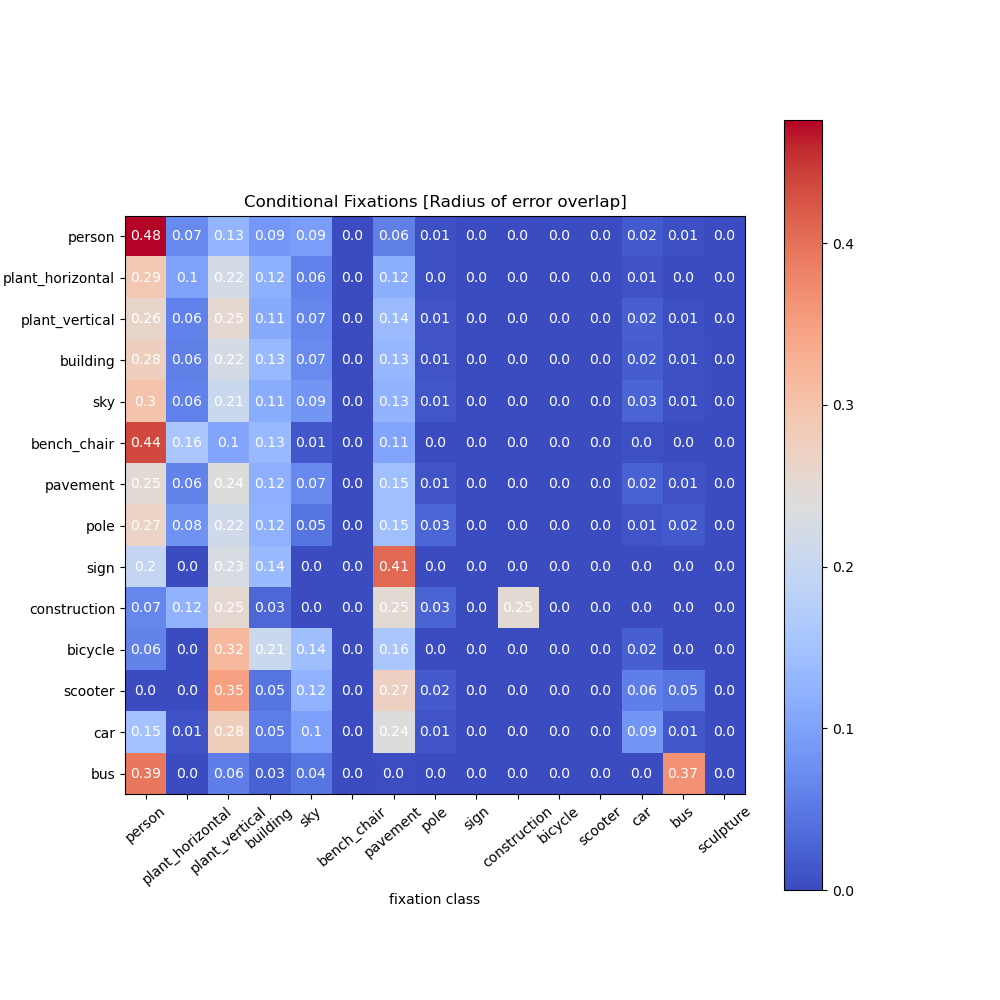 Conditional Fixations [Radius of error overlap]
person 0.48 0.07 0.13 0.09 0.09 0.0 0.06 0.01 0.0 0.0 0.0 0.0 0.02 0.01 0.0
plant_horizontal 0.29 0.1 0.22 0.12 0.06 0.0 0.12 0.0 0.0 0.0 0.0 0.0 0.01 0.0 0.0
plant_vertical 0.26 0.06 0.25 0.11 0.07 0.0 0.14 0.01 0.0 0.0 0.0 0.0 0.02 0.01 0.0
building 0.28 0.06 0.22 0.13 0.07 0.0 0.13 0.01 0.0 0.0 0.0 0.0 0.02 0.01 0.0
sky 0.3 0.06 0.21 0.11 0.09 0.0 0.13 0.01 0.0 0.0 0.0 0.0 0.03 0.01 0.0
bench_chair 0.44 0.16 0.1 0.13 0.01 0.0 0.11 0.0 0.0 0.0 0.0 0.0 0.0 0.0 0.0
pavement 0.25 0.06 0.24 0.12 0.07 0.0 0.15 0.01 0.0 0.0 0.0 0.0 0.02 0.01 0.0
pole 0.27 0.08 0.22 0.12 0.05 0.0 0.15 0.03 0.0 0.0 0.0 0.0 0.01 0.02 0.0
sign 0.2 0.0 0.23 0.14 0.0 0.0 0.41 0.0 0.0 0.0 0.0 0.0 0.0 0.0 0.0
construction 0.07 0.12 0.25 0.03 0.0 0.0 0.25 0.03 0.0 0.25 0.0 0.0 0.0 0.0 0.0
bicycle 0.06 0.0 0.32 0.21 0.14 0.0 0.16 0.0 0.0 0.0 0.0 0.0 0.02 0.0 0.0
scooter 0.0 0.0 0.35 0.05 0.12 0.0 0.27 0.02 0.0 0.0 0.0 0.0 0.06 0.05 0.0
car 0.15 0.01 0.28 0.05 0.1 0.0 0.24 0.01 0.0 0.0 0.0 0.0 0.09 0.01 0.0
bus 0.39 0.0 0.06 0.03 0.04 0.0 0.0 0.0 0.0 0.0 0.0 0.0 0.0 0.37 0.0
person plant_horizontal plant_vertical building sky bench_chair pavement pole sign construction bicycle scooter car bus sculpture
fixation class
0.4
0.3
0.2
0.1
0.0